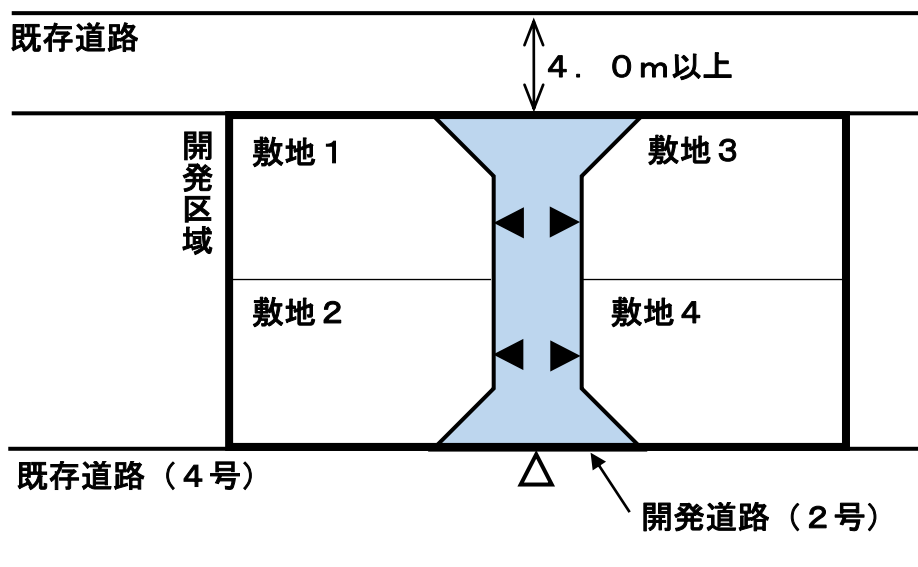 既存道路
４．０ｍ以上
開発区域
敷地１
敷地３
敷地２
敷地４
既存道路（４号）
開発道路（２号）